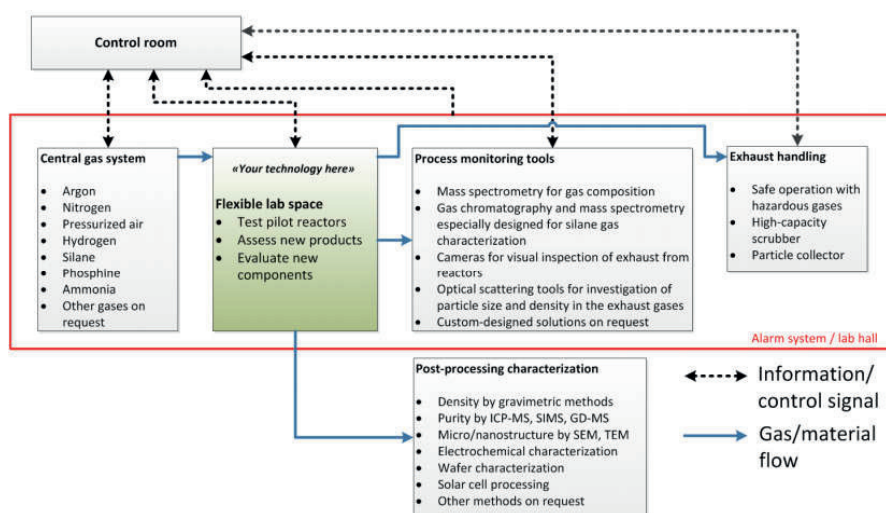 Control room
Central gas system
• Argon
• Nitrogen
• Pressurized air
• Hydrogen
• Silane
• Phosphine
• Ammonia
• Other gases on
request
«Your technology here»
Flexible lab space
• Test pilot reactors
• Assess new products
• Evaluate new
components
Process monitoring tools
• Mass spectrometry for gas composition
• Gas chromatography and mass spectrometry
especially designed for silane gas
characterization
• Cameras for visual inspection of exhaust from
reactors
• Optical scattering tools for investigation of
particle size and density in the exhaust gases
• Custom-designed solutions on request
Exhaust handling
• Safe operation with
hazardous gases
• High-capacity
scrubber
• Particle collector
Alarm system / lab hall
Post-processing characterization
• Density by gravimetric methods
• Purity by ICP-MS, SIMS, GD-MS
• Micro/nanostructure by SEM, TEM
• Electrochemical characterization
• Wafer characterization
• Solar cell processing
• Other methods on request
Information/
control signal
Gas/material
flow